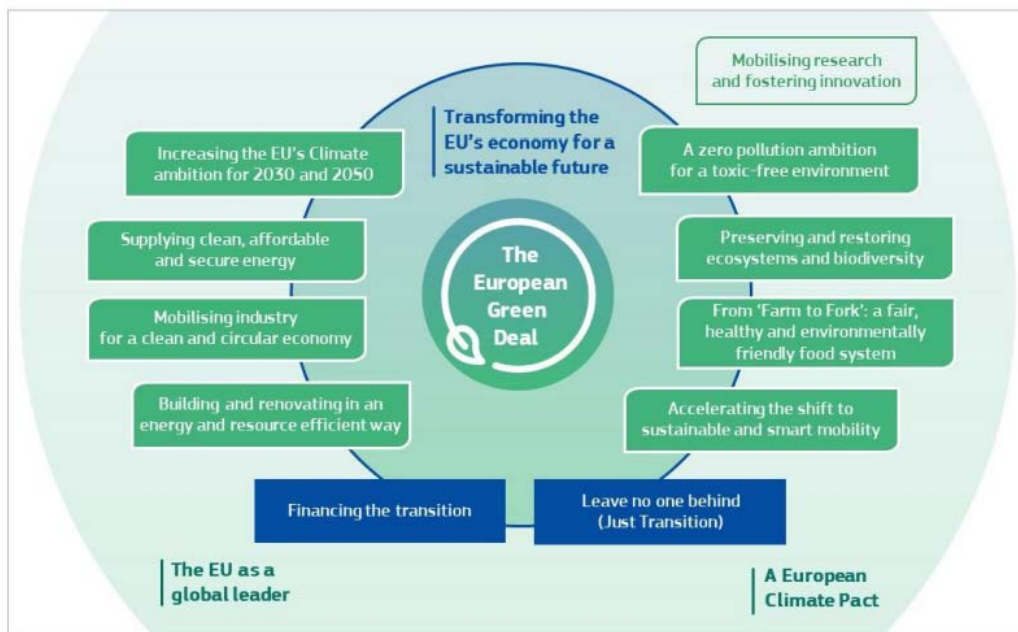 Mobilising research
and fostering innovation
Transforming the
EU's economy for a
sustainable future
Increasing the EU's Climate
ambition for 2030 and 2050
A zero pollution ambition
for a toxic-free environment
Supplying clean, affordable
and secure energy
Preserving and restoring
ecosystems and biodiversity
The
European
Green
Deal
Mobilising industry
for a clean and circular economy
From ‘Farm to Fork’: a fair,
healthy and environmentally
friendly food system
Building and renovating in an
energy and resource efficient way
Accelerating the shift to
sustainable and smart mobility
Financing the transition
Leave no one behind
(Just Transition)
The EU as a
global leader
A European
Climate Pact